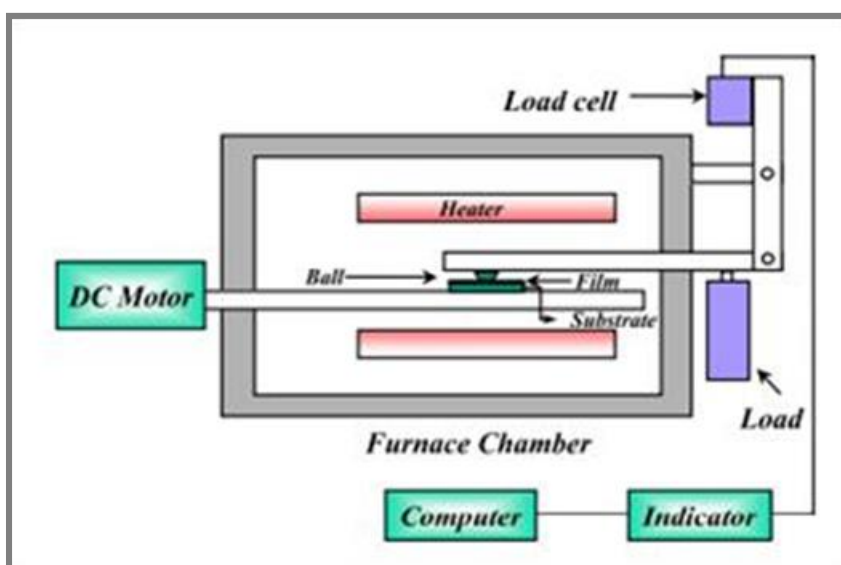 Load cell
Heater
Ball
Film
DC Motor
Substrate
Load
Furnace Chamber
Computer
Indicator